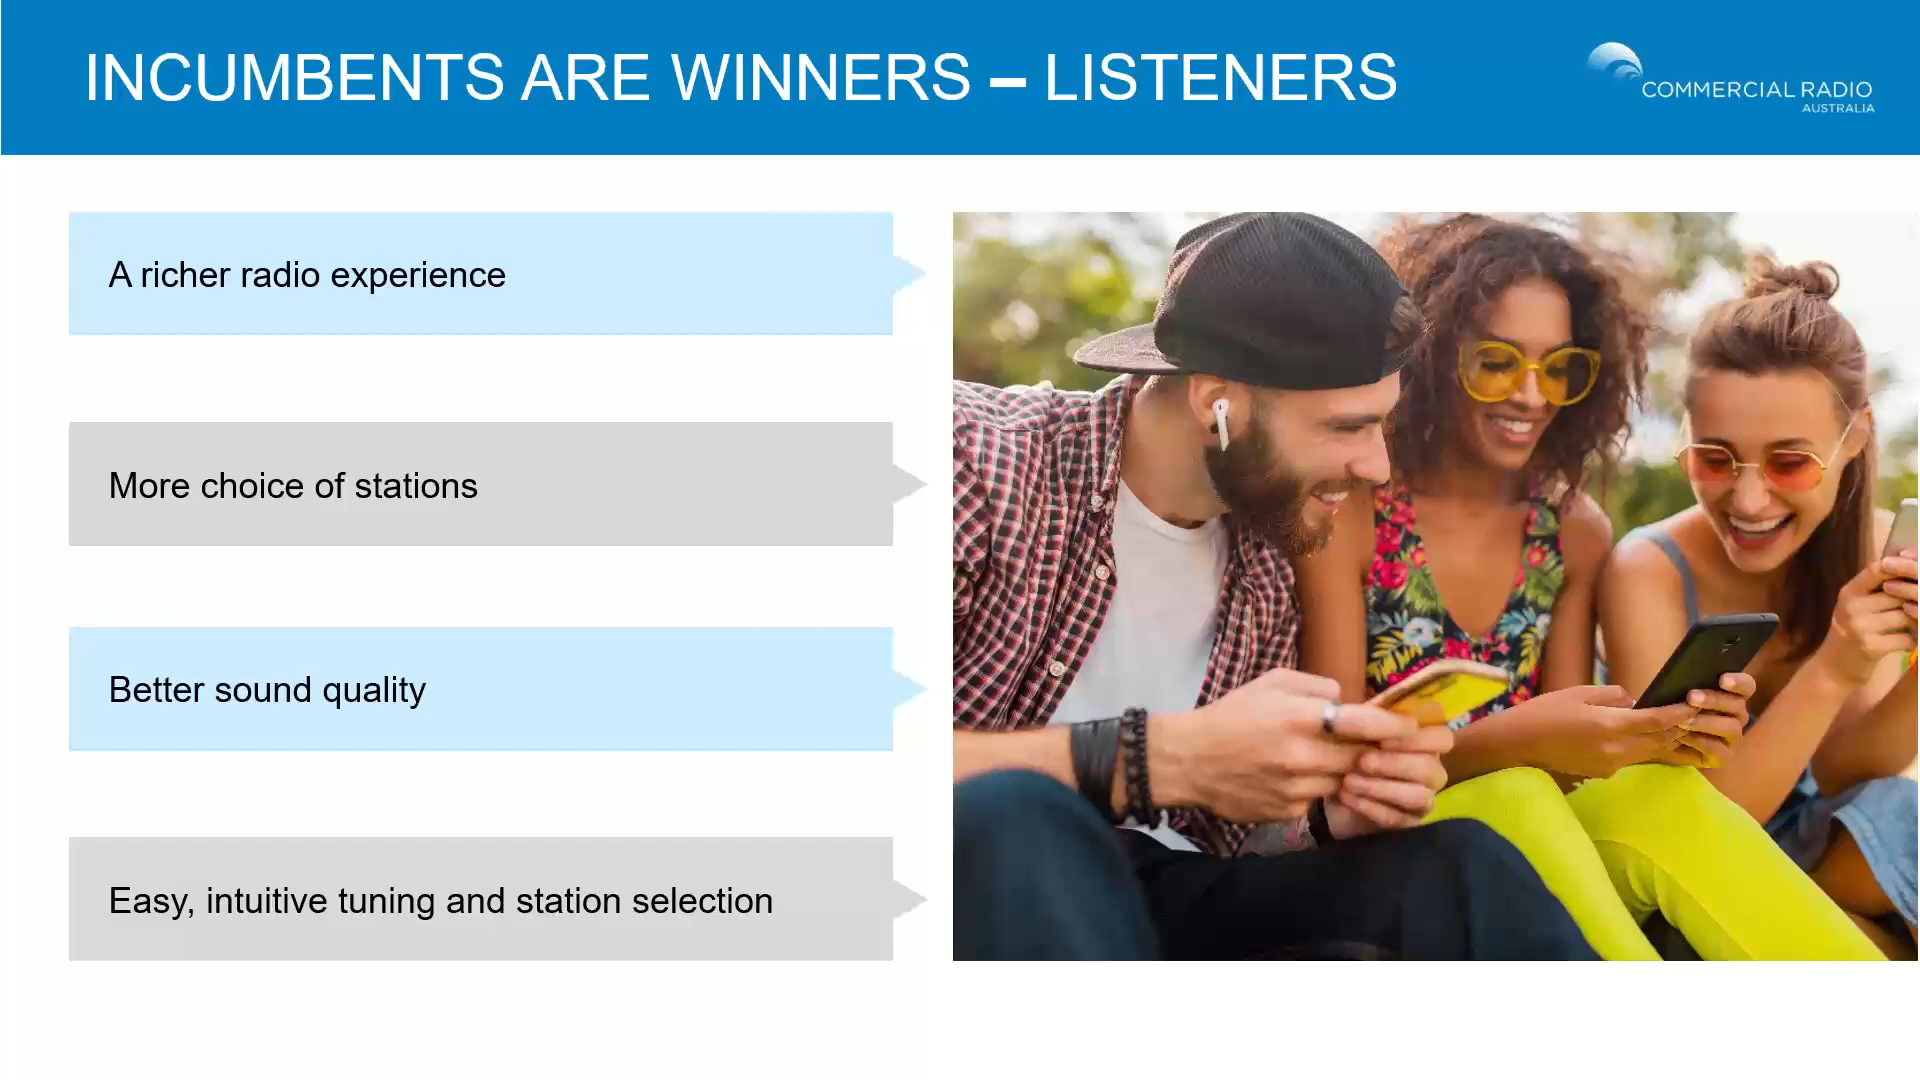 INCUMBENTS ARE WINNERS – LISTENERS
COMMERCIAL RADIO
AUSTRALIA
A richer radio experience
More choice of stations
Better sound quality
Easy, intuitive tuning and station selection